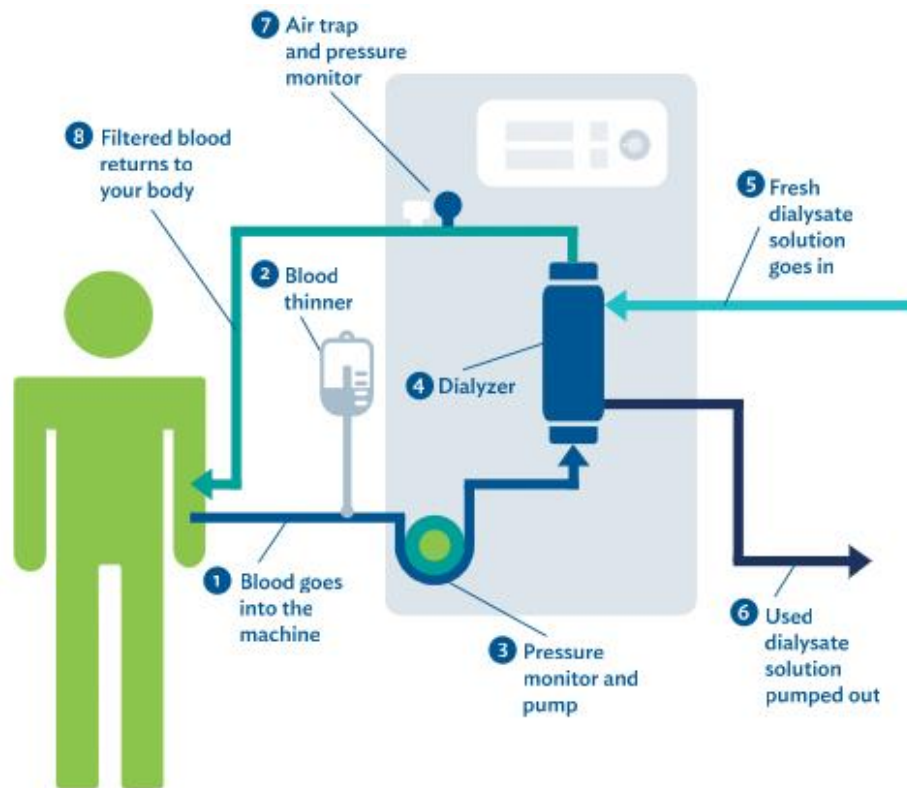 7 Air trap
and pressure
monitor
8 Filtered blood
returns to
your body
5 Fresh
dialysate
solution
goes in
2 Blood
thinner
4 Dialyzer
1 Blood goes
into the
machine
3 Pressure
monitor and
pump
6 Used
dialysate
solution
pumped out